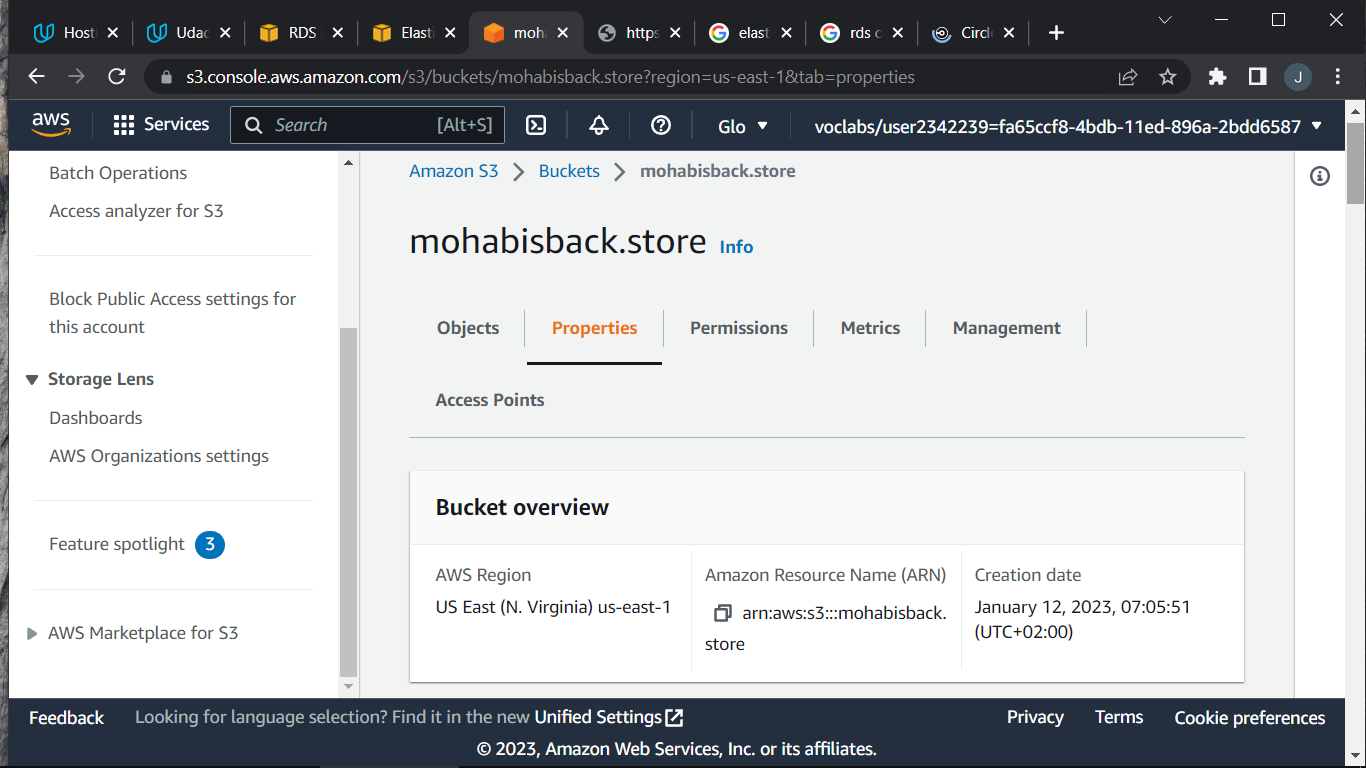 Hosti
Udac
RDS
Elasti
moha
https
elast
rds c
Circle
s3.console.aws.amazon.com/s3/buckets/mohabisback.store?region=us-east-1&tab=properties
J
aws
Services
Search
[Alt+S]
Glo
voclabs/user2342239=fa65ccf8-4bdb-11ed-896a-2bdd6587
Batch Operations
Access analyzer for S3
Block Public Access settings for
this account
Storage Lens
Dashboards
AWS Organizations settings
Feature spotlight 3
AWS Marketplace for S3
Amazon S3 > Buckets > mohabisback.store
mohabisback.store Info
Objects
Properties
Permissions
Metrics
Management
Access Points
Bucket overview
AWS Region
US East (N. Virginia) us-east-1
Amazon Resource Name (ARN)
arn:aws:s3:::mohabisback.
store
Creation date
January 12, 2023, 07:05:51
(UTC+02:00)
Feedback
Looking for language selection? Find it in the new Unified Settings
Privacy
Terms
Cookie preferences
© 2023, Amazon Web Services, Inc. or its affiliates.